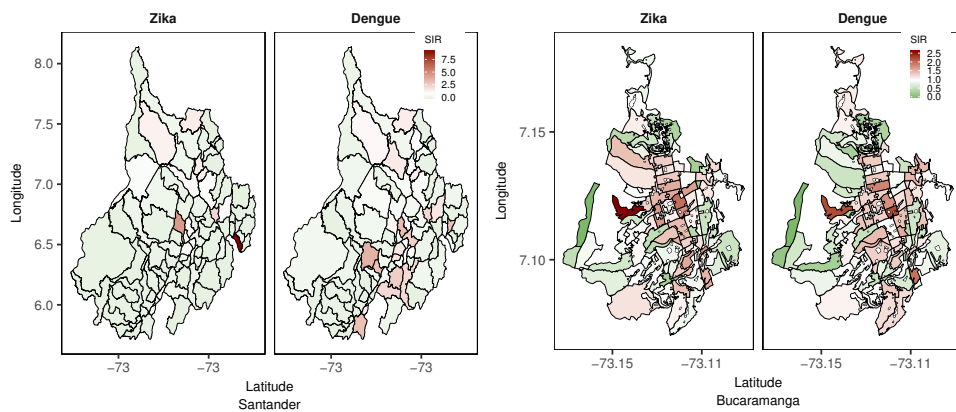 Zika
Dengue
SIR
7.5
5.0
2.5
0.0
8.0
7.5
7.0
6.5
6.0
Longitude
−73
−73
−73
−73
Latitude
Santander
Zika
Dengue
SIR
2.5
2.0
1.5
1.0
0.5
0.0
7.15
7.10
Longitude
−73.15
−73.11
−73.15
−73.11
Latitude
Bucaramanga